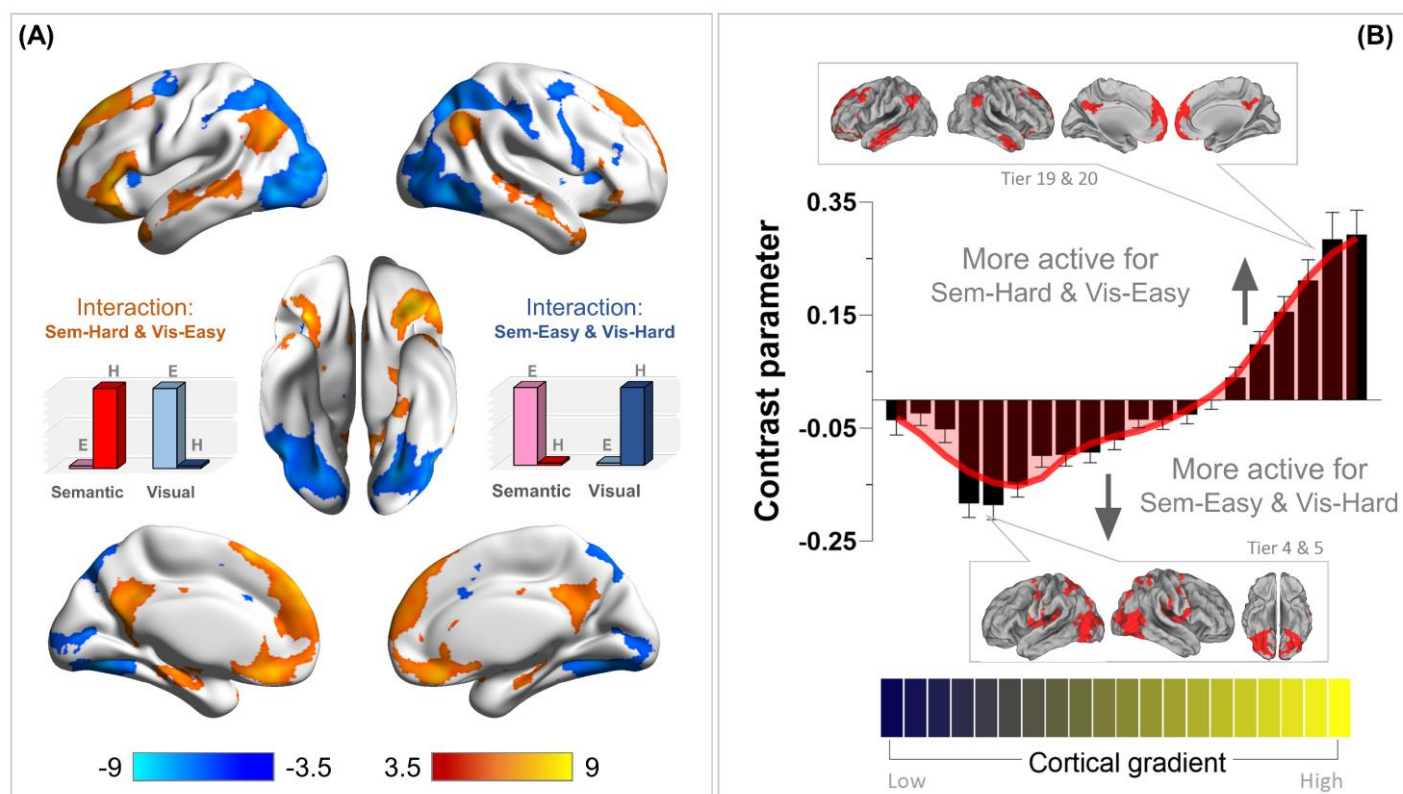 (A)
Interaction:
Sem-Hard & Vis-Easy
E
H
E
H
Semantic
Visual
Interaction:
Sem-Easy & Vis-Hard
E
H
E
H
Semantic
Visual
-9
-3.5
3.5
9
(B)
Tier 19 & 20
Contrast parameter
0.35
0.15
-0.05
-0.25
More active for
Sem-Hard & Vis-Easy
More active for
Sem-Easy & Vis-Hard
Tier 4 & 5
Cortical gradient
Low
High